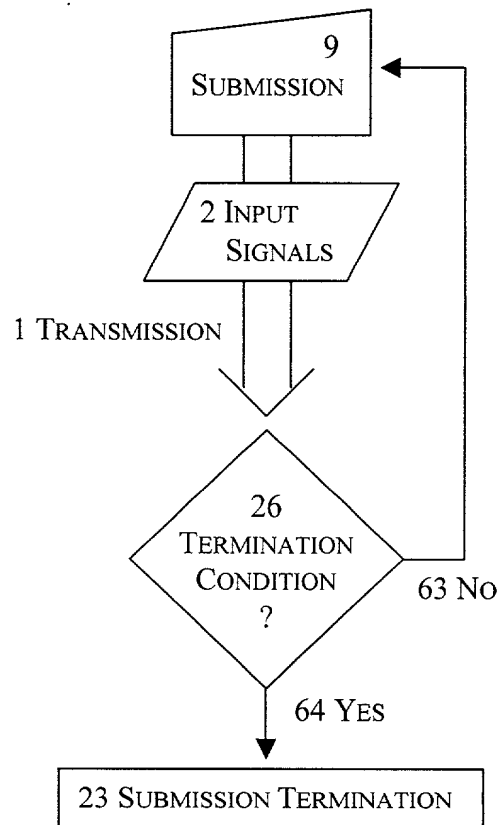 9
SUBMISSION
2 INPUT
SIGNALS
1 TRANSMISSION
26
TERMINATION
CONDITION
?
63 NO
64 YES
23 SUBMISSION TERMINATION